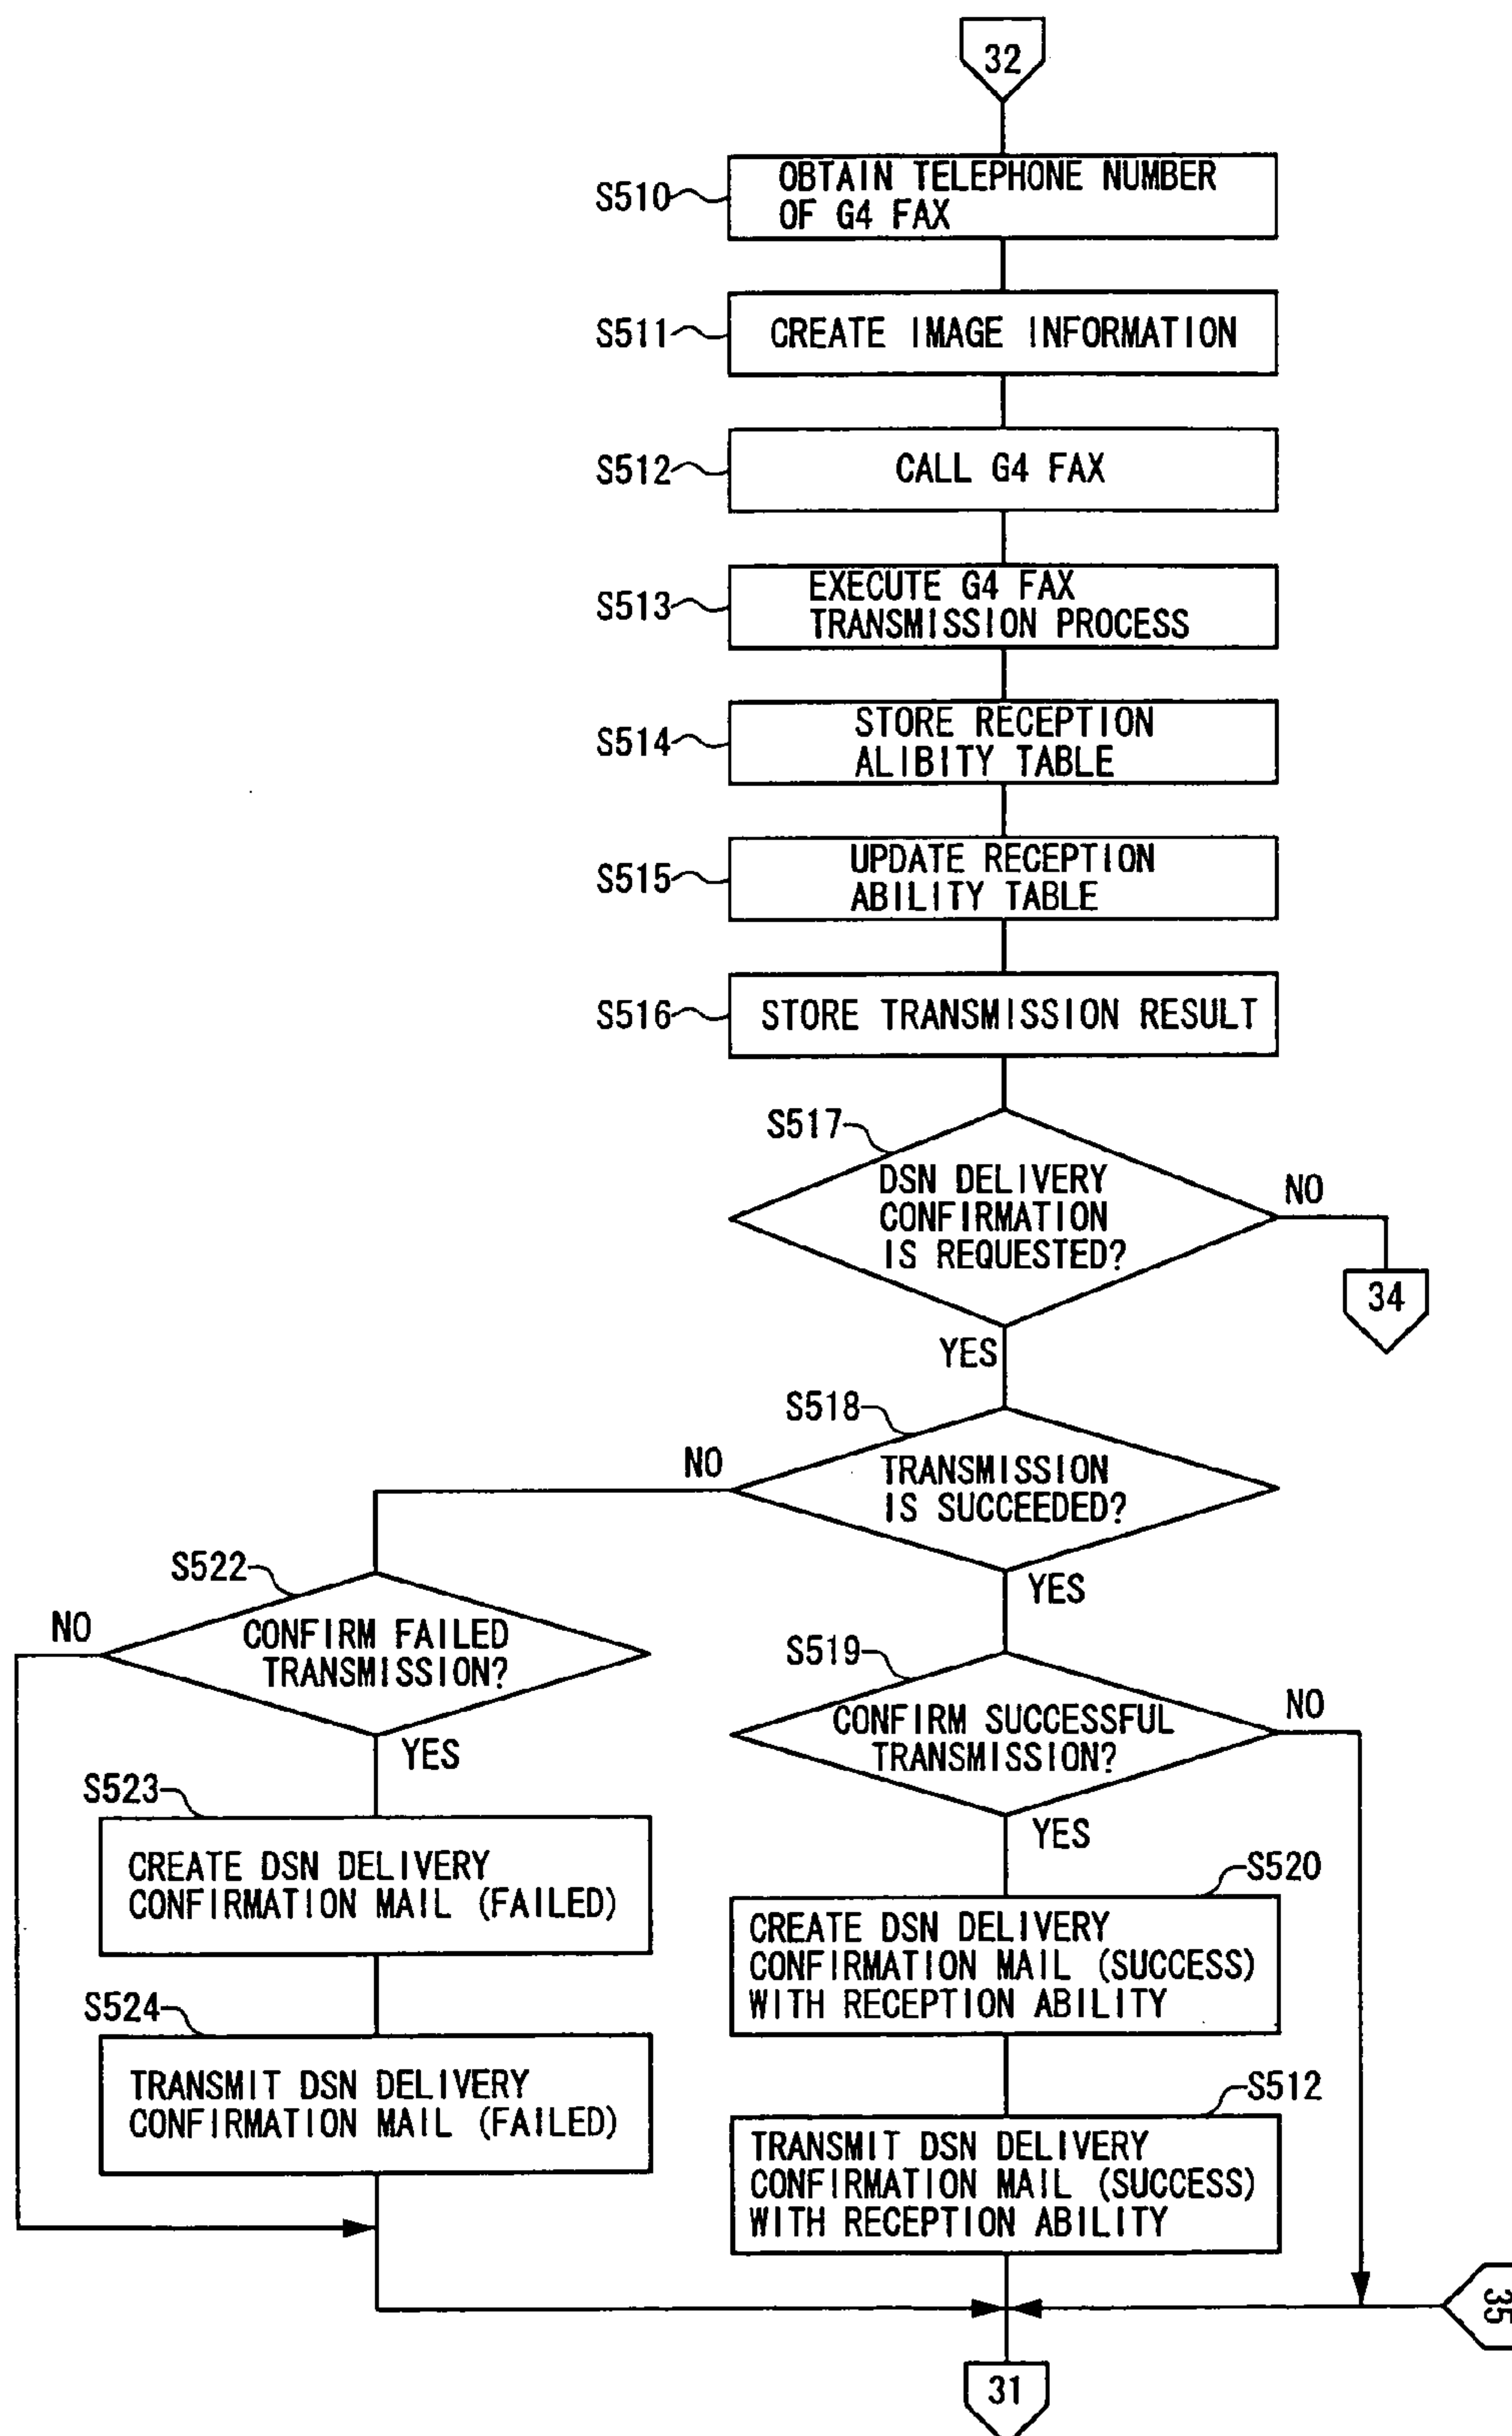 32
S510
OBTAIN TELEPHONE NUMBER
OF G4 FAX
S511
CREATE IMAGE INFORMATION
S512
CALL G4 FAX
S513
EXECUTE G4 FAX
TRANSMISSION PROCESS
S514
STORE RECEPTION
ALIBITY TABLE
S515
UPDATE RECEPTION
ABILITY TABLE
S516
STORE TRANSMISSION RESULT
S517
DSN DELIVERY
CONFIRMATION
IS REQUESTED?
NO
34
YES
S518
TRANSMISSION
IS SUCCEEDED?
NO
YES
S522
CONFIRM FAILED
TRANSMISSION?
NO
YES
S519
CONFIRM SUCCESSFUL
TRANSMISSION?
NO
YES
S523
CREATE DSN DELIVERY
CONFIRMATION MAIL (FAILED)
S520
CREATE DSN DELIVERY
CONFIRMATION MAIL (SUCCESS)
WITH RECEPTION ABILITY
S524
TRANSMIT DSN DELIVERY
CONFIRMATION MAIL (FAILED)
S512
TRANSMIT DSN DELIVERY
CONFIRMATION MAIL (SUCCESS)
WITH RECEPTION ABILITY
35
31